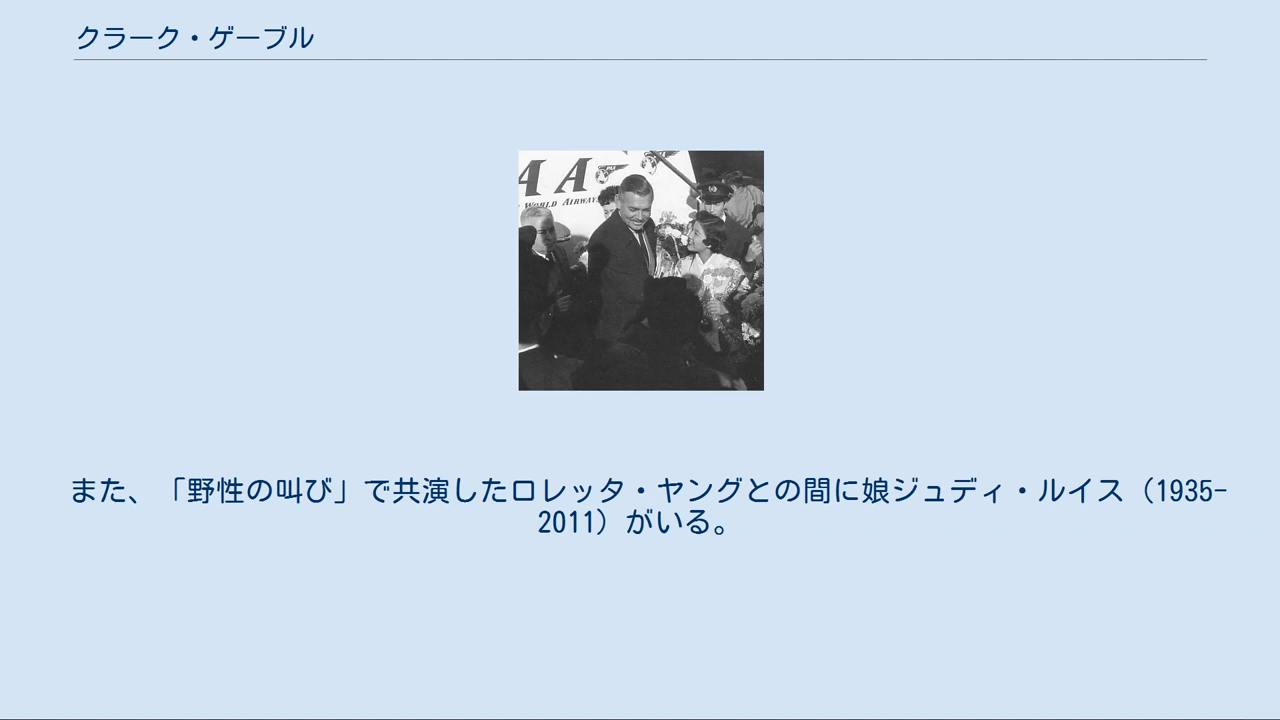 クラーク・ゲーブル
A A
WORLD AIRWAYS
また、「野性の叫び」で共演したロレッタ・ヤングとの間に娘ジュディ・ルイス（1935-
2011）がいる。